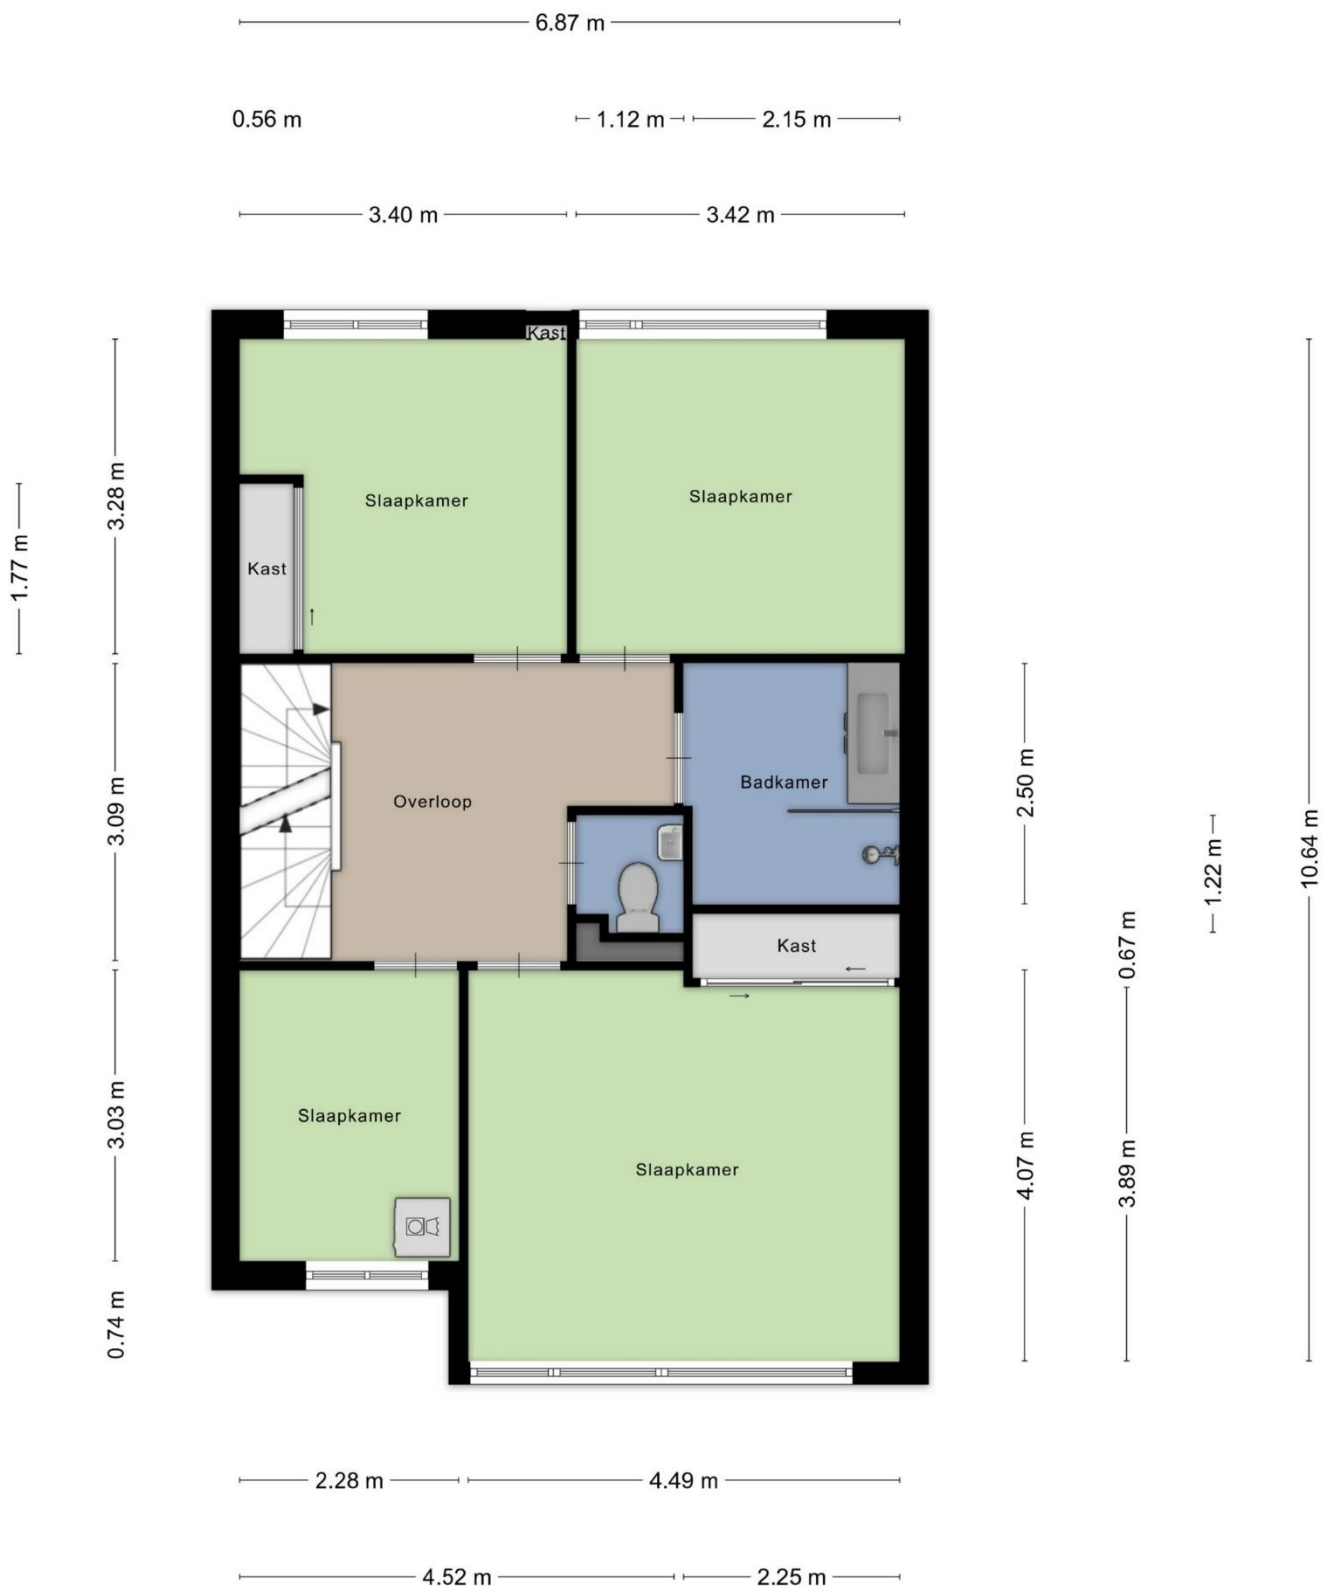 6.87 m
0.56 m
1.12 m
2.15 m
3.40 m
3.42 m
Kast
3.28 m
1.77 m
Slaapkamer
Slaapkamer
Kast
3.09 m
Overloop
Badkamer
2.50 m
1.22 m
10.64 m
Kast
0.67 m
3.03 m
Slaapkamer
Slaapkamer
4.07 m
3.89 m
0.74 m
2.28 m
4.49 m
4.52 m
2.25 m